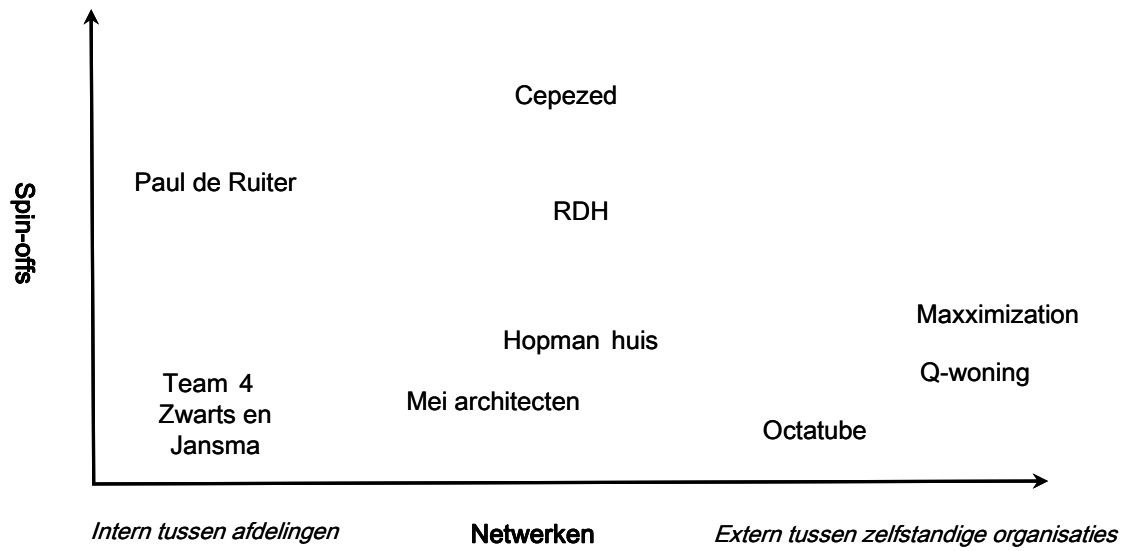 Cepezed
Paul de Ruiter
RDH
Spin-offs
Maxximization
Hopman huis
Q-woning
Team 4
Zwarts en
Jansma
Mei architecten
Octatube
Intern tussen afdelingen
Netwerken
Extern tussen zelfstandige organisaties